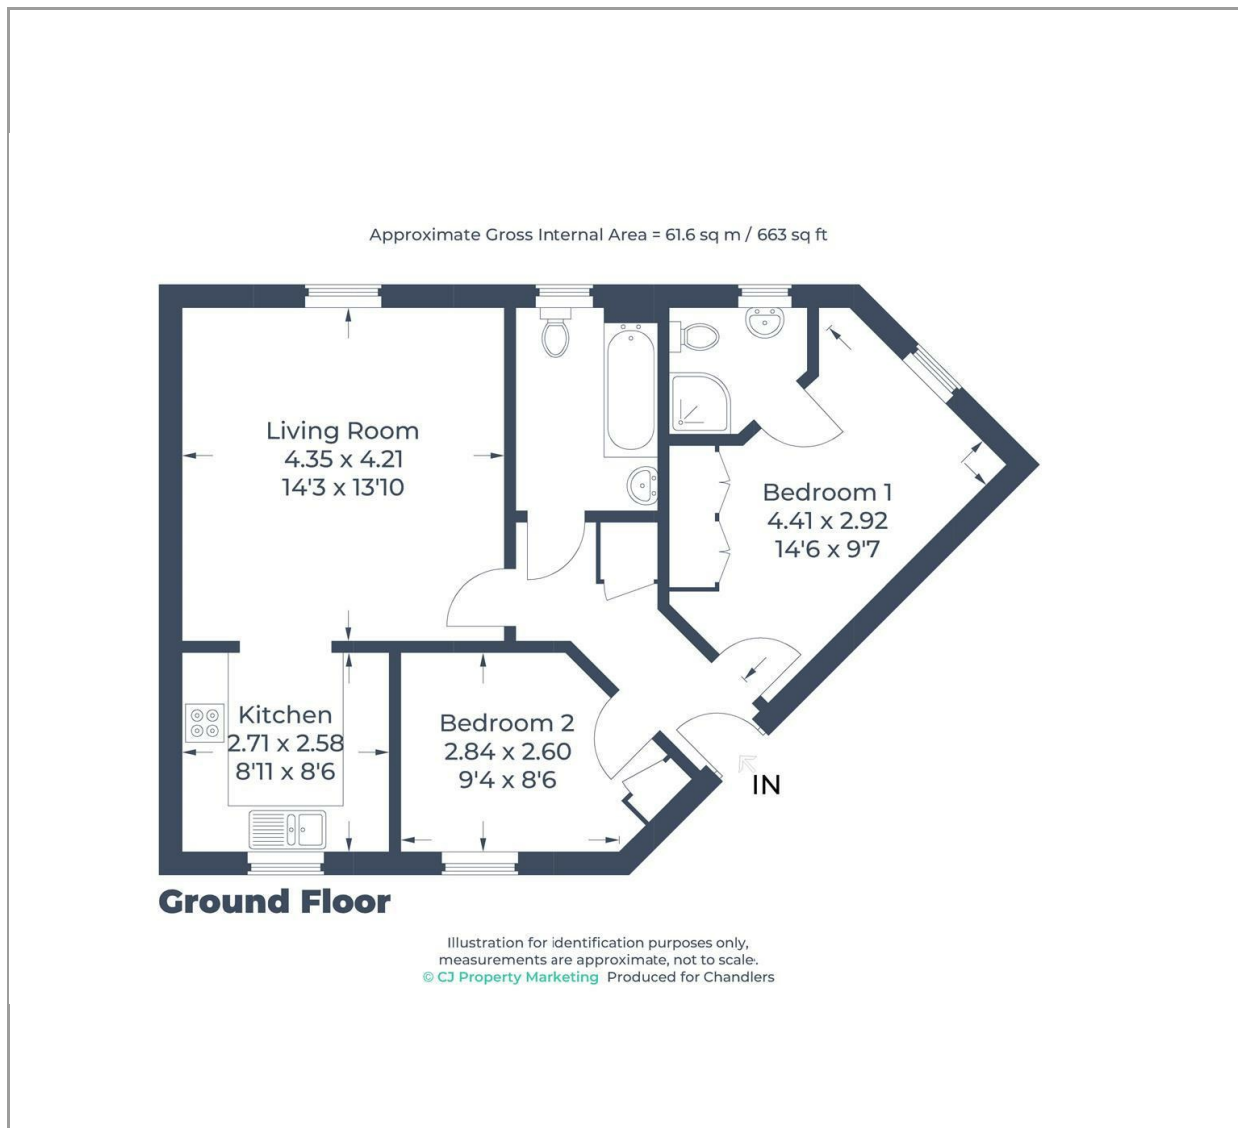 Approximate Gross Internal Area = 61.6 sq m / 663 sq ft
Living Room
4.35 x 4.21
14'3 x 13'10
Bedroom 1
4.41 x 2.92
14'6 x 9'7
Kitchen
2.71 x 2.58
8'11 x 8'6
Bedroom 2
2.84 x 2.60
9'4 x 8'6
IN
Ground Floor
Illustration for identification purposes only,
measurements are approximate, not to scale.
© CJ Property Marketing Produced for Chandlers